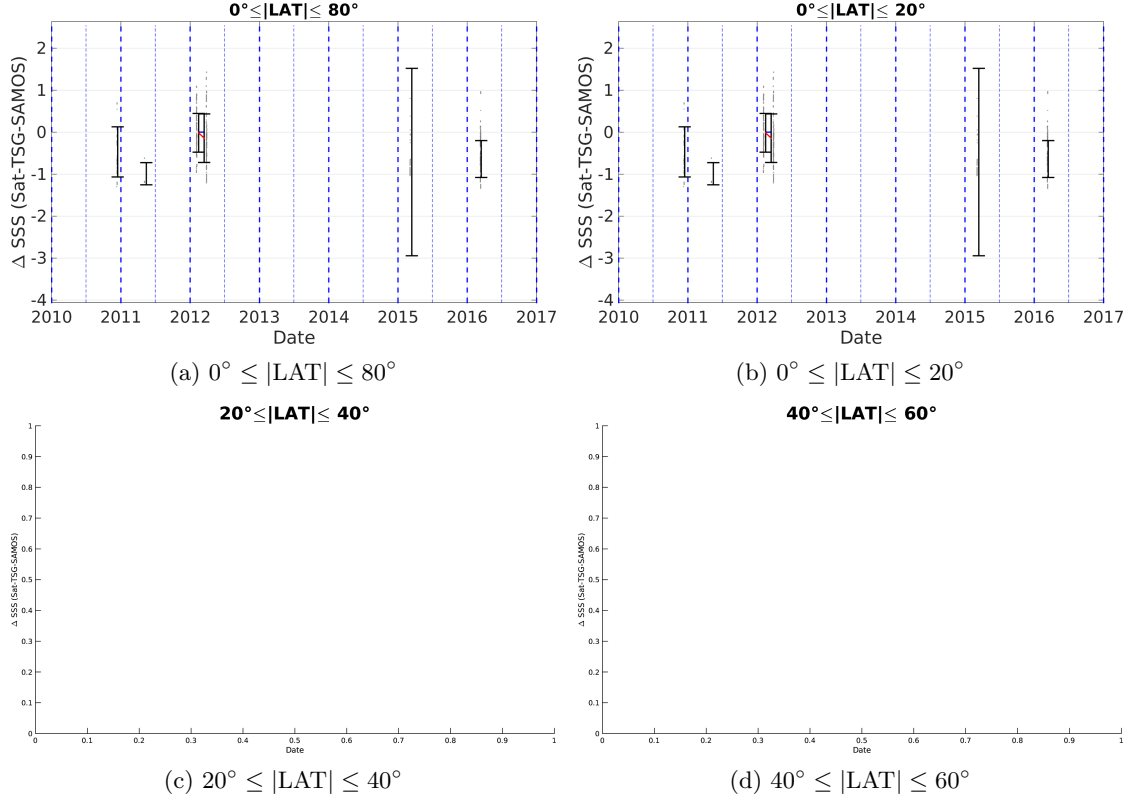 0°≤|LAT|≤ 80°
Δ SSS (Sat-TSG-SAMOS)
2
1
0
-1
-2
-3
-4
2010 2011 2012 2013 2014 2015 2016 2017
Date
(a) 0° ≤ |LAT| ≤ 80°
0°≤|LAT|≤ 20°
Δ SSS (Sat-TSG-SAMOS)
2
1
0
-1
-2
-3
-4
2010 2011 2012 2013 2014 2015 2016 2017
Date
(b) 0° ≤ |LAT| ≤ 20°
20°≤|LAT|≤ 40°
Δ SSS (Sat-TSG-SAMOS)
1
0.9
0.8
0.7
0.6
0.5
0.4
0.3
0.2
0.1
0
0 0.1 0.2 0.3 0.4 0.5 0.6 0.7 0.8 0.9 1
Date
(c) 20° ≤ |LAT| ≤ 40°
40°≤|LAT|≤ 60°
Δ SSS (Sat-TSG-SAMOS)
1
0.9
0.8
0.7
0.6
0.5
0.4
0.3
0.2
0.1
0
0 0.1 0.2 0.3 0.4 0.5 0.6 0.7 0.8 0.9 1
Date
(d) 40° ≤ |LAT| ≤ 60°